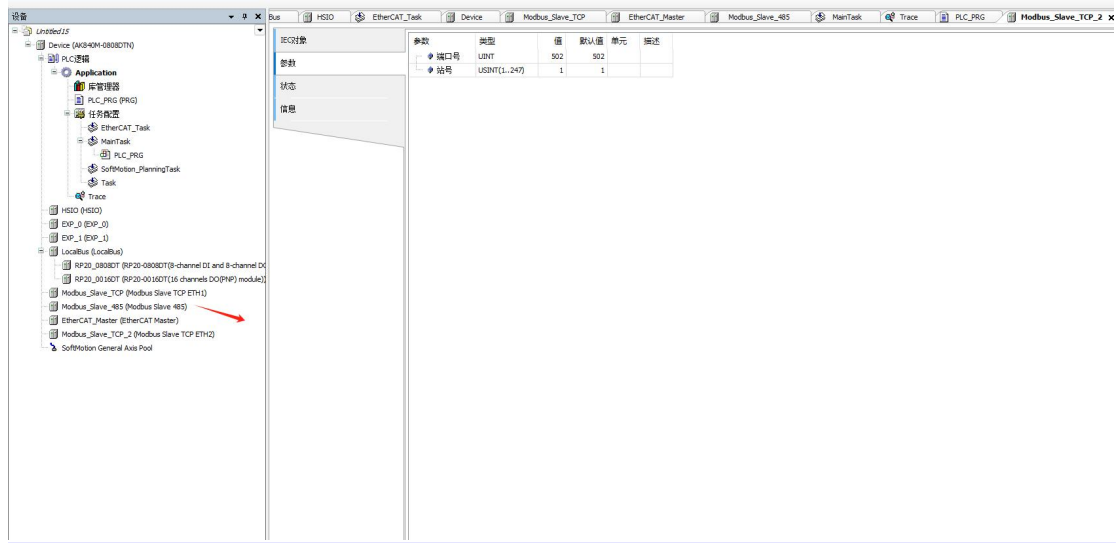 设备
Untitled15
Device (AK840M-0808DTN)
PLC逻辑
Application
库管理器
PLC_PRG (PRG)
任务配置
EtherCAT_Task
MainTask
PLC_PRG
SoftMotion_PlanningTask
Task
Trace
HSIO (HSIO)
EXP_0 (EXP_0)
EXP_1 (EXP_1)
LocalBus (LocalBus)
RP20_0808DT (RP20-0808DT(8-channel DI and 8-channel DO
RP20_0016DT (RP20-0016DT(16 channels DO(PNP) module))
Modbus_Slave_TCP (Modbus Slave TCP ETH1)
Modbus_Slave_485 (Modbus Slave 485)
EtherCAT_Master (EtherCAT Master)
Modbus_Slave_TCP_2 (Modbus Slave TCP ETH2)
SoftMotion General Axis Pool
Bus HSIO EtherCAT_Task Device Modbus_Slave_TCP EtherCAT_Master Modbus_Slave_485 MainTask Trace PLC_PRG Modbus_Slave_TCP_2
IEC对象
参数
状态
信息
参数 类型 值 默认值 单元 描述
端口号 UINT 502 502
站号 USINT(1..247) 1 1